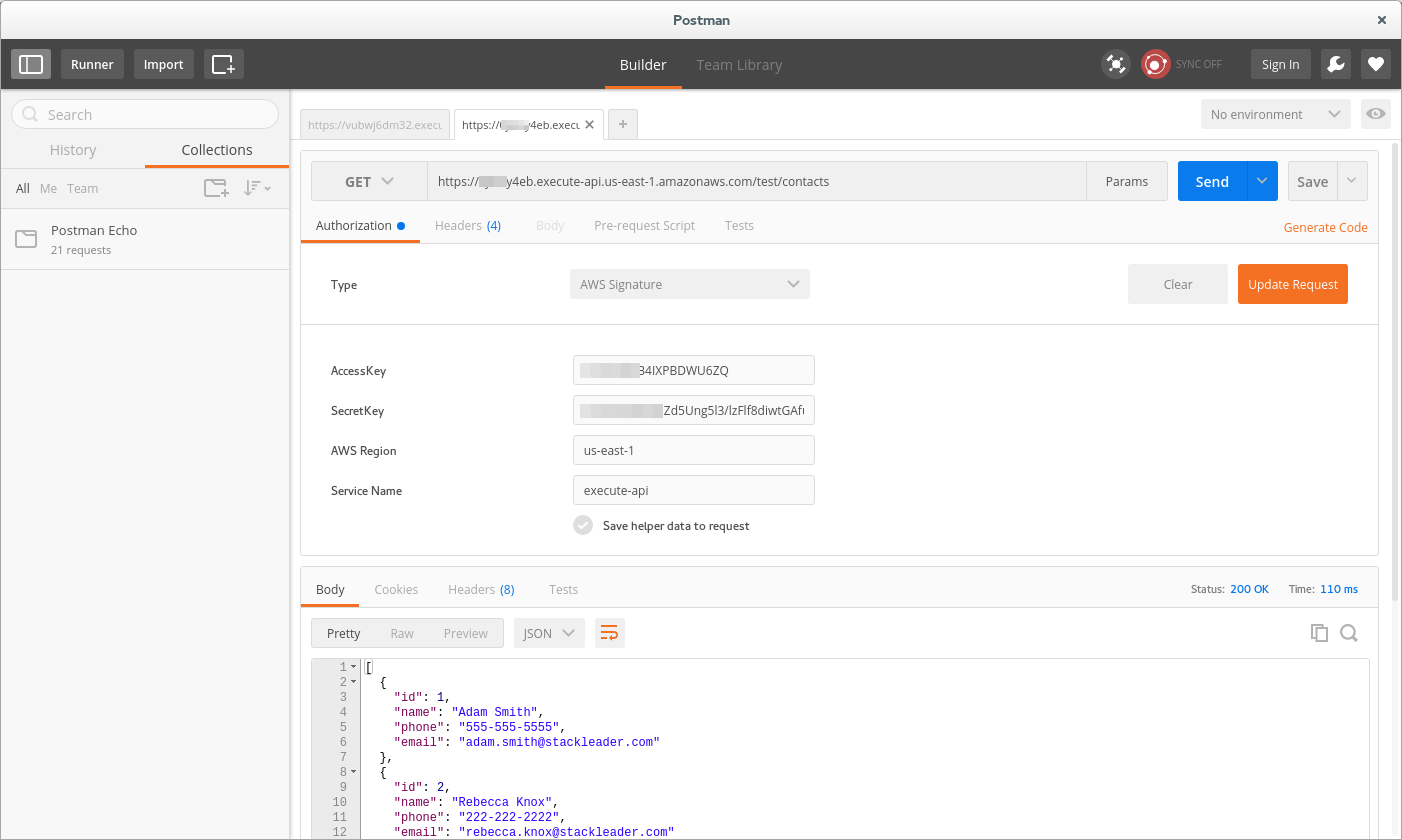 Postman
Runner Import Builder Team Library SYNC OFF Sign In
Search
History Collections
All Me Team
Postman Echo
21 requests
https://vubwj6dm32.execu https:// y4eb.execu + No environment
GET https:// y4eb.execute-api.us-east-1.amazonaws.com/test/contacts Params Send Save
Authorization Headers (4) Body Pre-request Script Tests Generate Code
Type AWS Signature Clear Update Request
AccessKey 34IXPBDWU6ZQ
SecretKey Zd5Ung5l3/lzFlf8diwtGAf
AWS Region us-east-1
Service Name execute-api
Save helper data to request
Body Cookies Headers (8) Tests Status: 200 OK Time: 110 ms
Pretty Raw Preview JSON
1 [
2 {
3 "id": 1,
4 "name": "Adam Smith",
5 "phone": "555-555-5555",
6 "email": "adam.smith@stackleader.com"
7 },
8 {
9 "id": 2,
10 "name": "Rebecca Knox",
11 "phone": "222-222-2222",
12 "email": "rebecca.knox@stackleader.com"